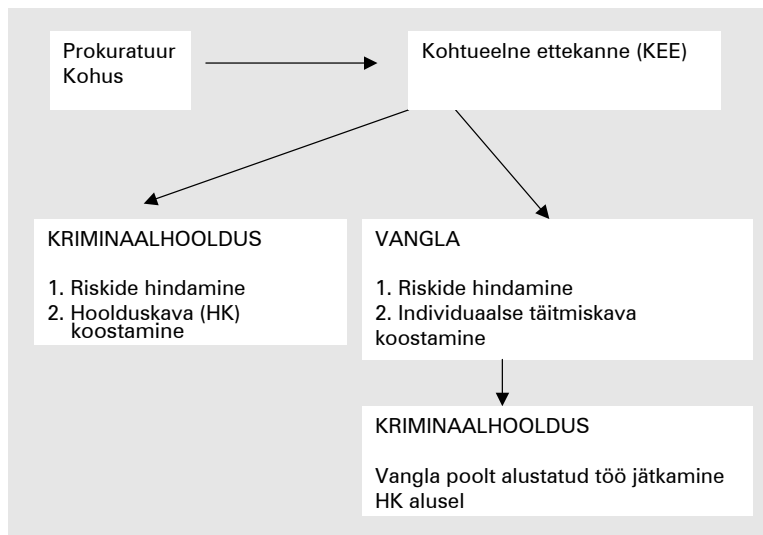 Prokuratuur
Kohus
Kohtueelne ettekanne (KEE)
KRIMINAALHOOLDUS
1. Riskide hindamine
2. Hoolduskava (HK)
koostamine
VANGLA
1. Riskide hindamine
2. Individuaalse täitmiskava
koostamine
KRIMINAALHOOLDUS
Vangla poolt alustatud töö jätkamine
HK alusel